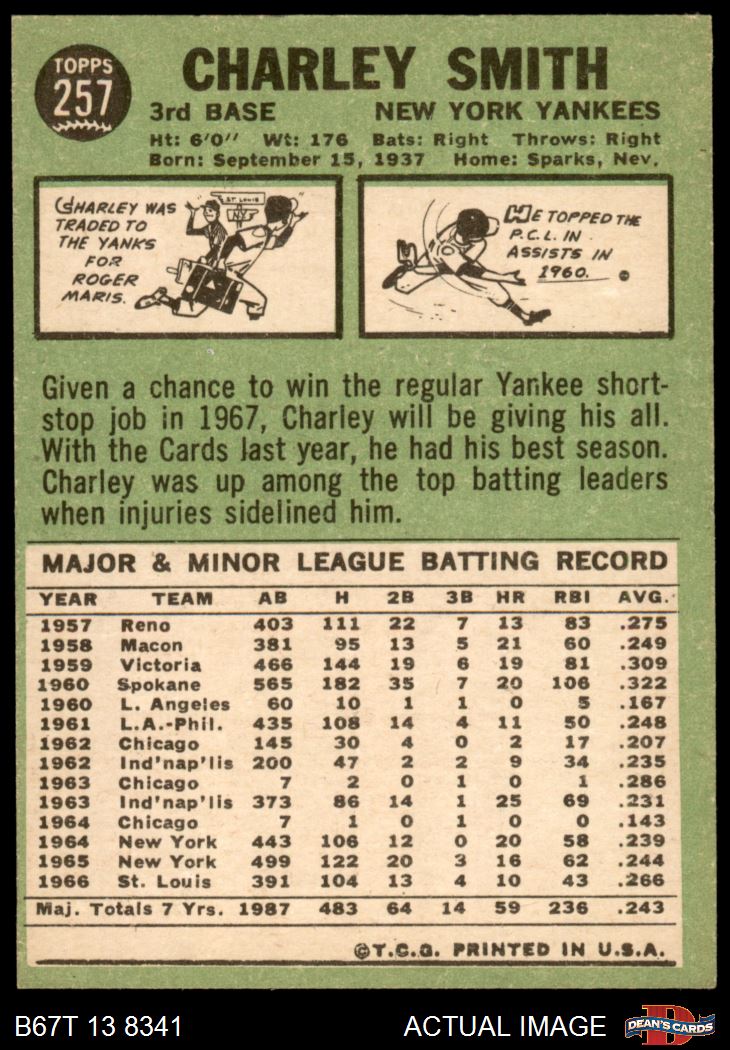 TOPPS
257
CHARLEY SMITH
3rd BASE NEW YORK YANKEES
Ht: 6'0'' Wt: 176 Bats: Right Throws: Right
Born: September 15, 1937 Home: Sparks, Nev.
CHARLEY WAS
TRADED TO
THE YANKS
FOR
ROGER
MARIS.
ST. LOUIS
N.Y.
HE TOPPED THE
P.C.L. IN
ASSISTS IN
1960.
Given a chance to win the regular Yankee short-
stop job in 1967, Charley will be giving his all.
With the Cards last year, he had his best season.
Charley was up among the top batting leaders
when injuries sidelined him.
MAJOR & MINOR LEAGUE BATTING RECORD
YEAR TEAM AB H 2B 3B HR RBI AVG.
1957 Reno 403 111 22 7 13 83 .275
1958 Macon 381 95 13 5 21 60 .249
1959 Victoria 466 144 19 6 19 81 .309
1960 Spokane 565 182 35 7 20 106 .322
1960 L. Angeles 60 10 1 1 0 5 .167
1961 L.A.-Phil. 435 108 14 4 11 50 .248
1962 Chicago 145 30 4 0 2 17 .207
1962 Ind'nap'lis 200 47 2 2 9 34 .235
1963 Chicago 7 2 0 1 0 1 .286
1963 Ind'nap'lis 373 86 14 1 25 69 .231
1964 Chicago 7 1 0 1 0 0 .143
1964 New York 443 106 12 0 20 58 .239
1965 New York 499 122 20 3 16 62 .244
1966 St. Louis 391 104 13 4 10 43 .266
Maj. Totals 7 Yrs. 1987 483 64 14 59 236 .243
©T.C.G. PRINTED IN U.S.A.
B67T 13 8341 ACTUAL IMAGE
D
DEAN'S CARDS